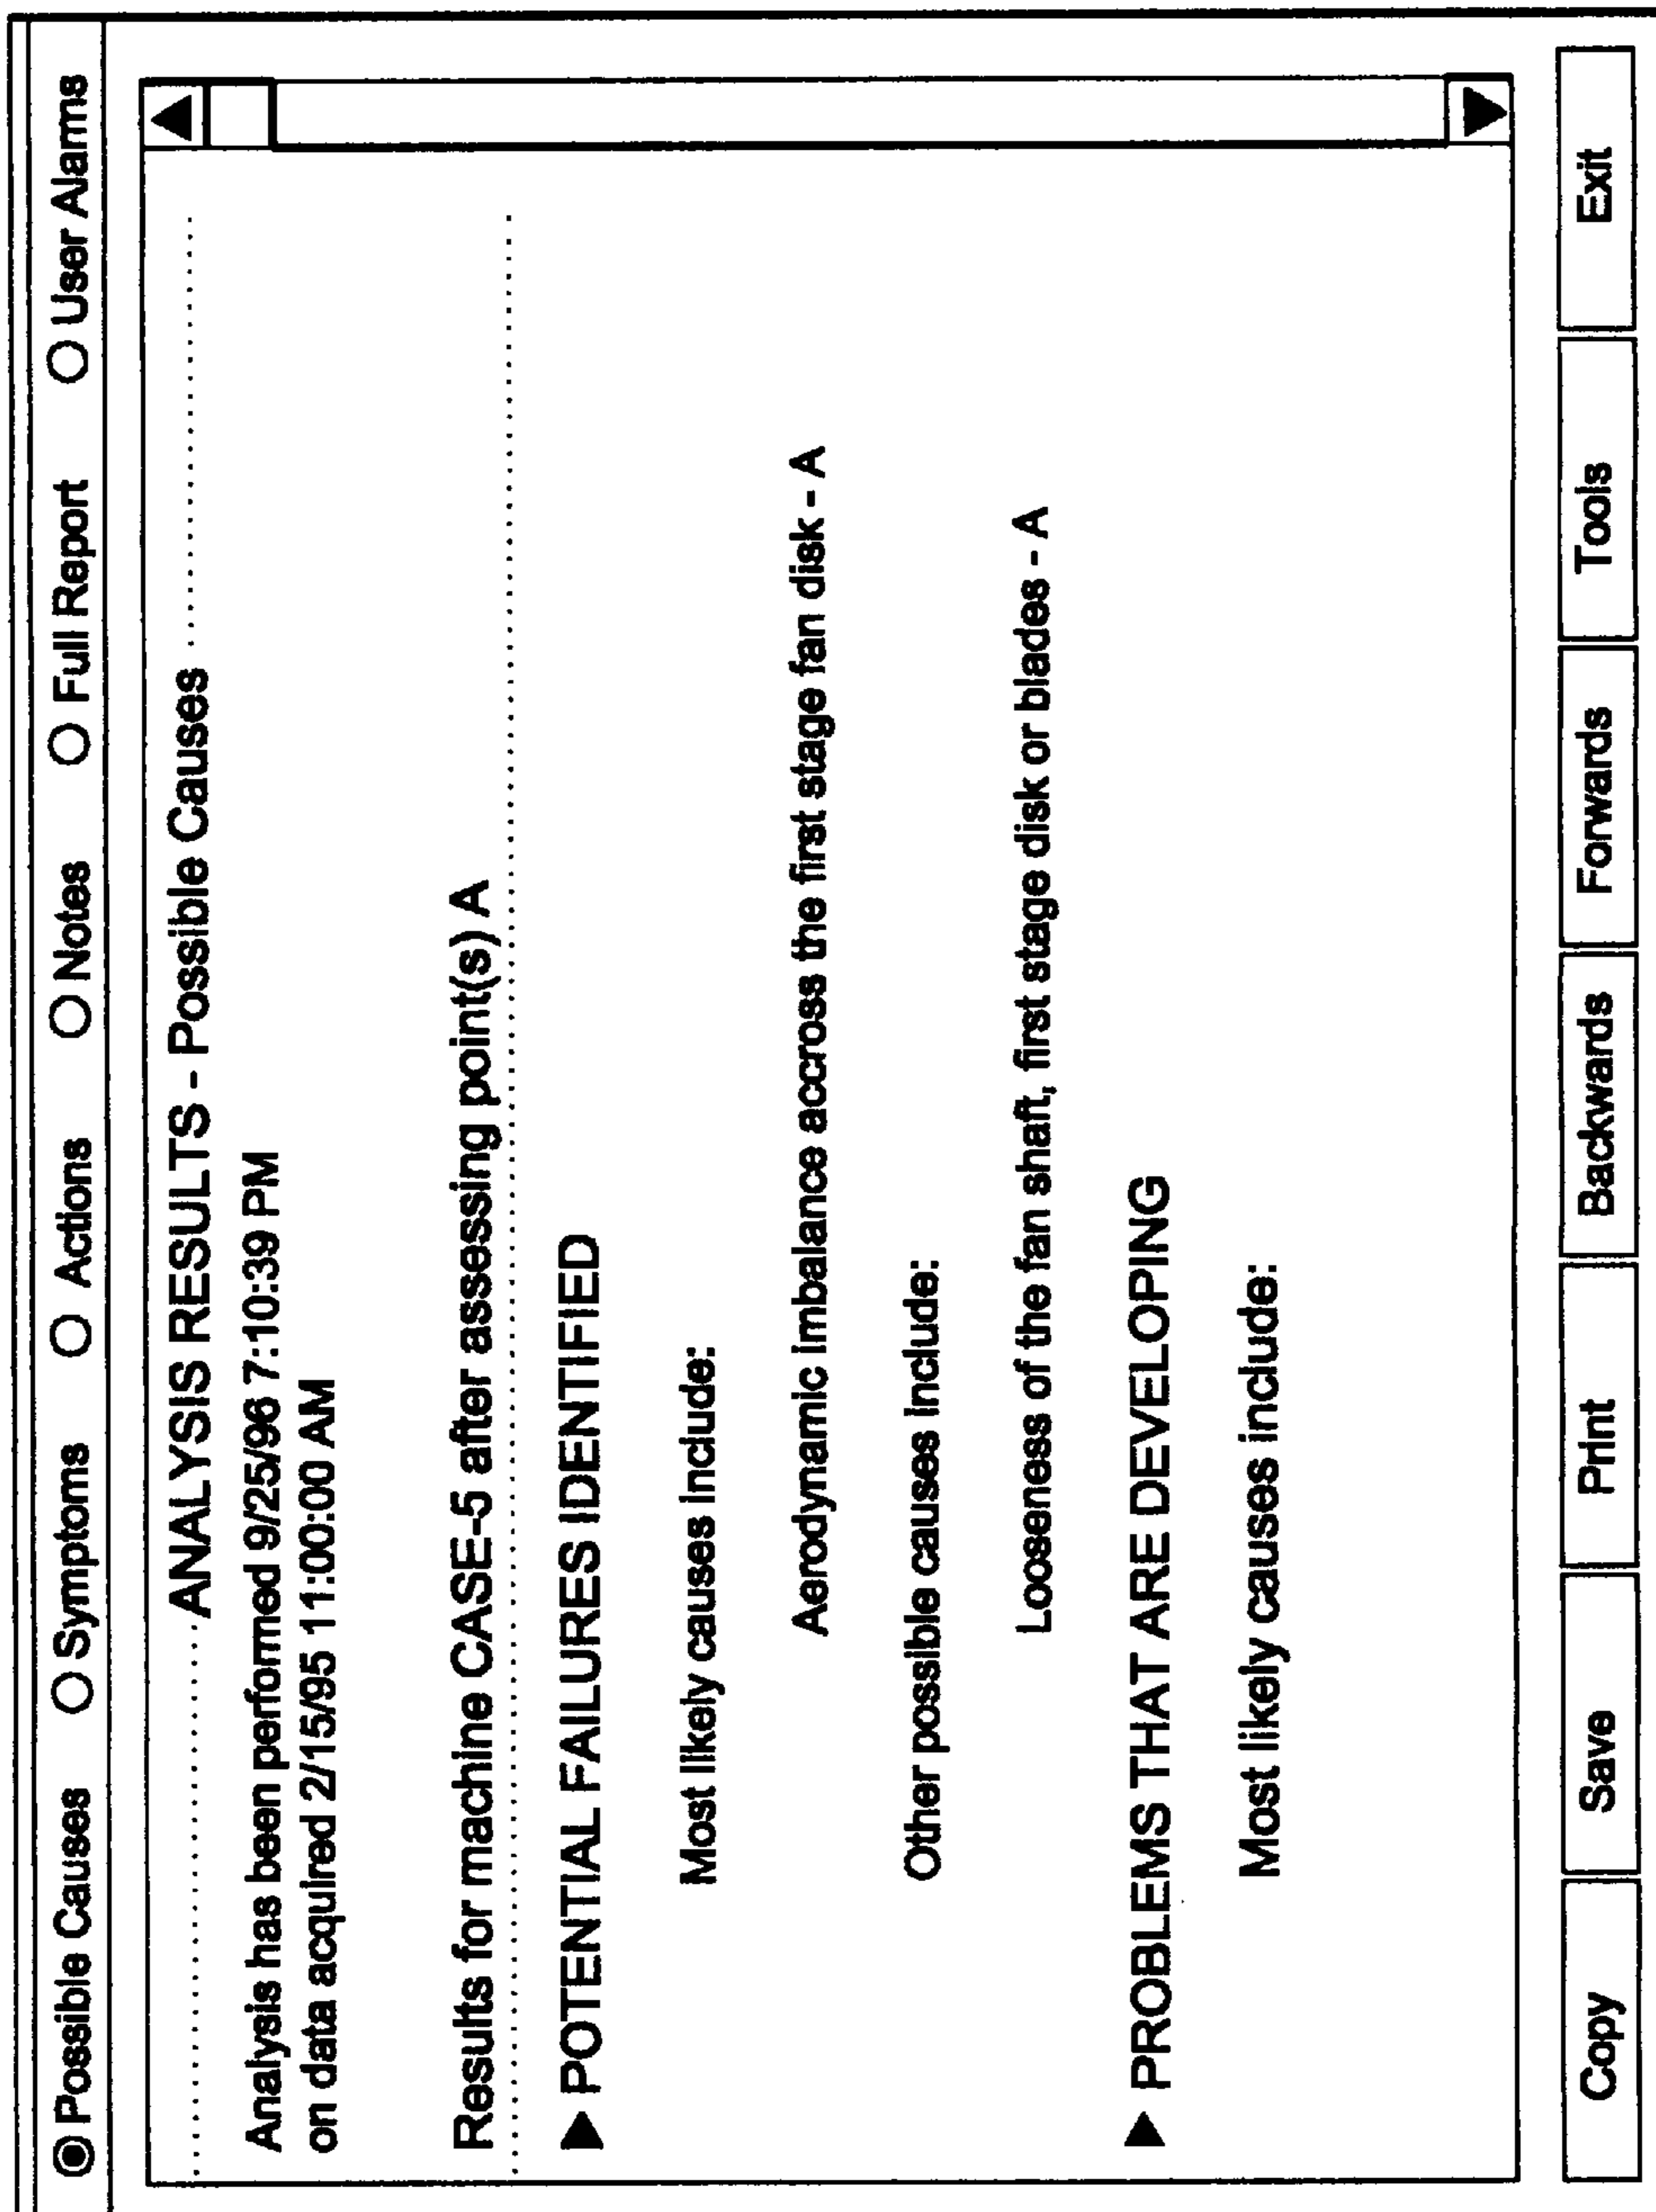 Possible Causes Symptoms Actions Notes Full Report User Alarms
ANALYSIS RESULTS - Possible Causes
Analysis has been performed 9/25/96 7:10:39 PM
on data acquired 2/15/95 11:00:00 AM
Results for machine CASE-5 after assessing point(s) A
POTENTIAL FAILURES IDENTIFIED
Most likely causes include:
Aerodynamic imbalance accross the first stage fan disk - A
Other possible causes include:
Looseness of the fan shaft, first stage disk or blades - A
PROBLEMS THAT ARE DEVELOPING
Most likely causes include:
Copy Save Print Backwards Forwards Tools Exit